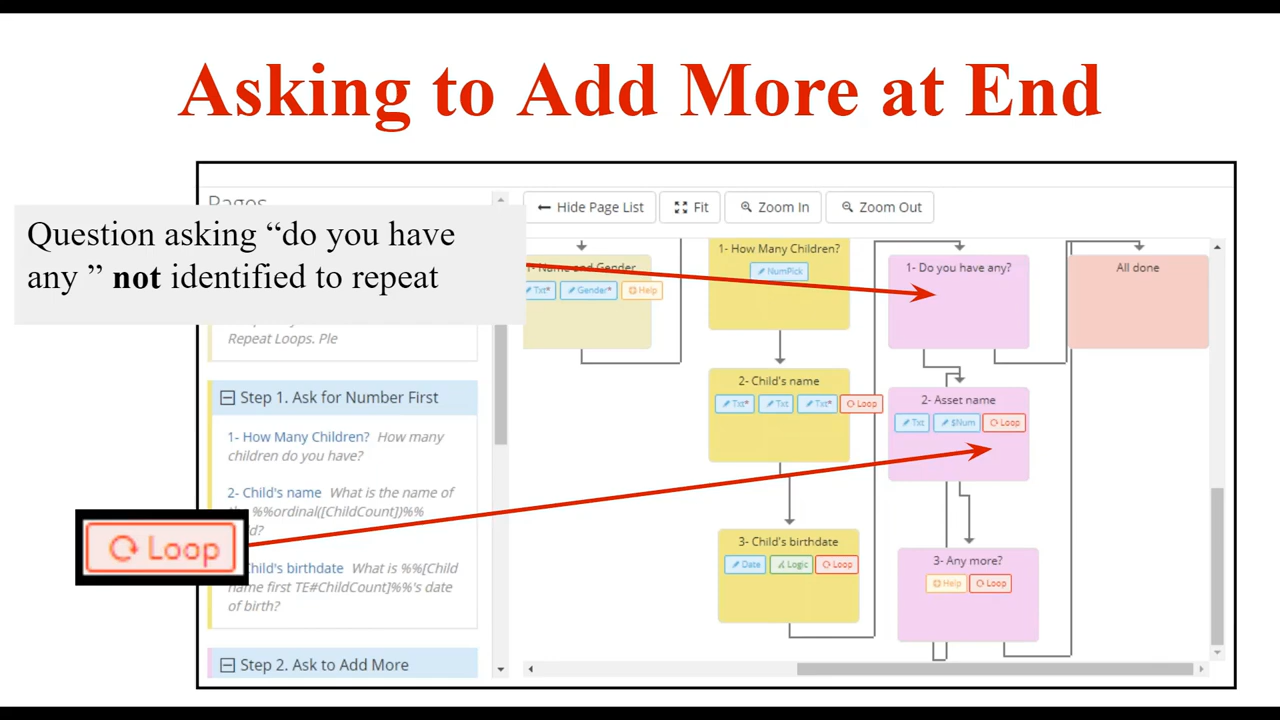 Asking to Add More at End
Pages
Hide Page List
Fit
Zoom In
Zoom Out
Question asking “do you have
any ” not identified to repeat
Repeat Loops. Ple
Step 1. Ask for Number First
1- How Many Children? How many
children do you have?
2- Child's name What is the name of
%%ordinal([ChildCount])%%
Child's birthdate What is %%[Child
name first TE#ChildCount]%%'s date
of birth?
Step 2. Ask to Add More
Loop
1- Name and Gender
Txt*
Gender*
Help
1- How Many Children?
NumPick
2- Child's name
Txt*
Txt
Txt*
Loop
3- Child's birthdate
Date
Logic
Loop
1- Do you have any?
2- Asset name
Txt
$Num
Loop
3- Any more?
Help
Loop
All done